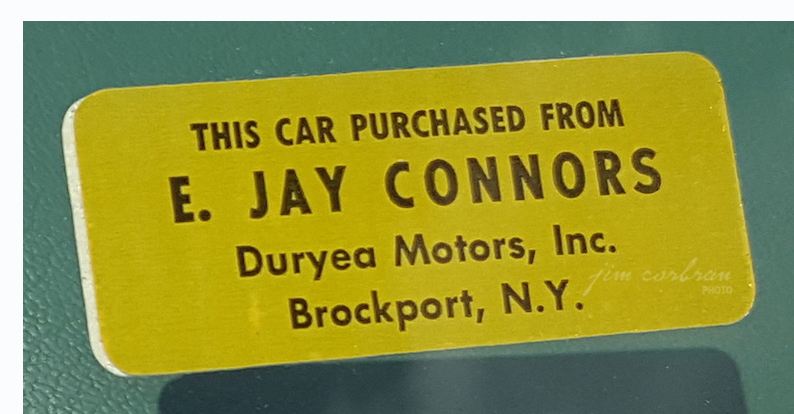 THIS CAR PURCHASED FROM
E. JAY CONNORS
Duryea Motors, Inc.
Brockport, N.Y.
jim corbran
PHOTO